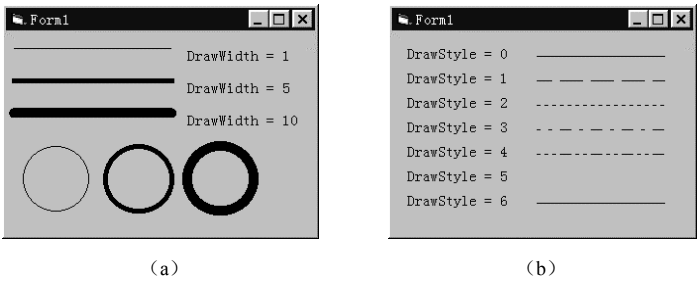 Form1
DrawWidth = 1
DrawWidth = 5
DrawWidth = 10
(a)
Form1
DrawStyle = 0
DrawStyle = 1
DrawStyle = 2
DrawStyle = 3
DrawStyle = 4
DrawStyle = 5
DrawStyle = 6
(b)